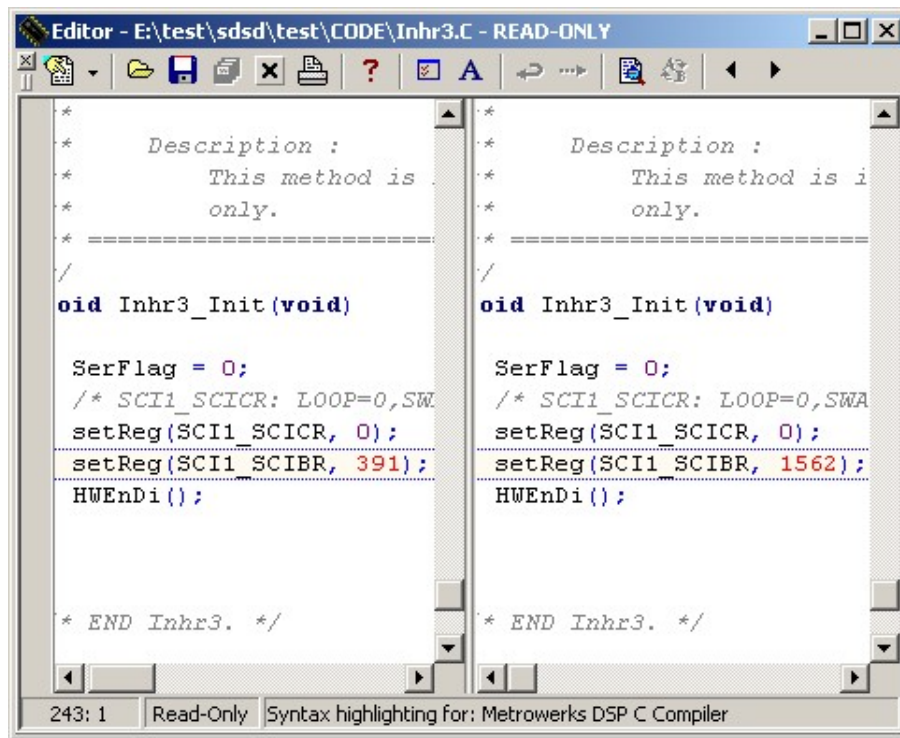 Editor - E:\test\sdsd\test\CODE\Inhr3.C - READ-ONLY
*
* Description :
* This method is
* only.
* =======================
/
oid Inhr3_Init(void)
SerFlag = 0;
/* SCI1_SCICR: LOOP=0,SW
setReg(SCI1_SCICR, 0);
setReg(SCI1_SCIBR, 391);
HWEnDi();
* END Inhr3. */
*
* Description :
* This method is i
* only.
* ========================
/
oid Inhr3_Init(void)
SerFlag = 0;
/* SCI1_SCICR: LOOP=0,SWA
setReg(SCI1_SCICR, 0);
setReg(SCI1_SCIBR, 1562);
HWEnDi();
* END Inhr3. */
243: 1 Read-Only Syntax highlighting for: Metrowerks DSP C Compiler